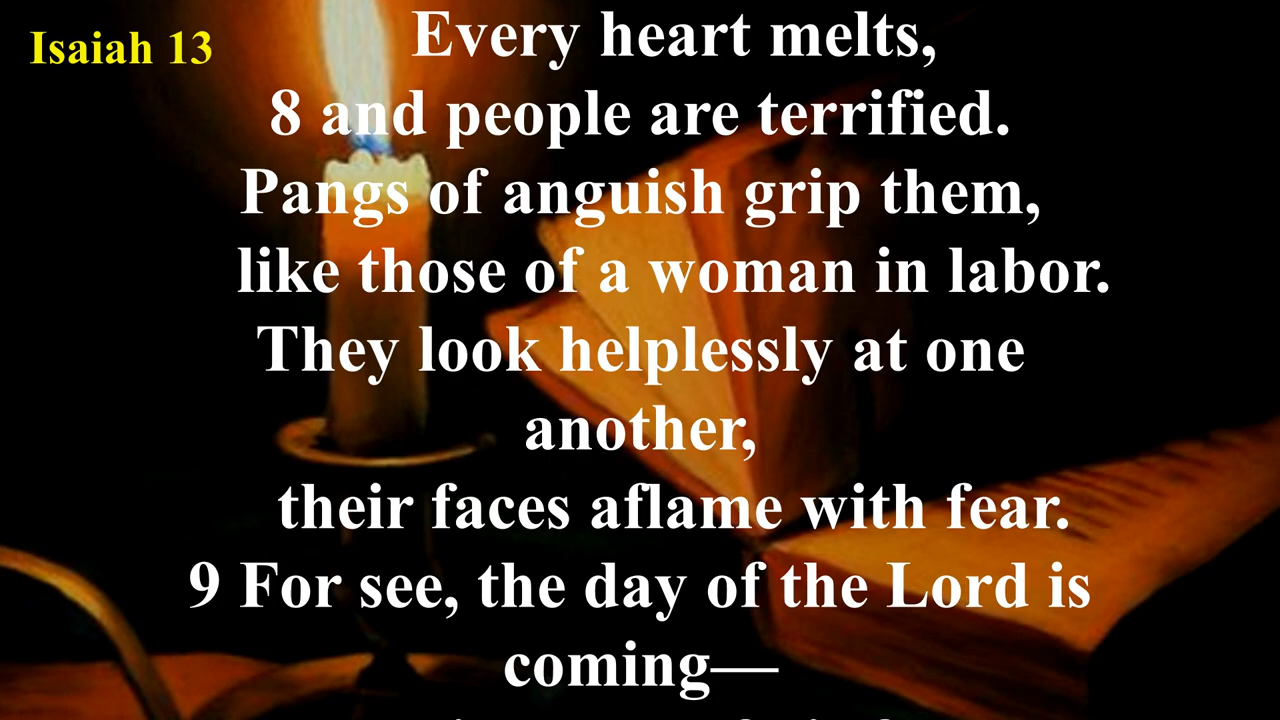 Isaiah 13
Every heart melts,
8 and people are terrified.
Pangs of anguish grip them,
like those of a woman in labor.
They look helplessly at one
another,
their faces aflame with fear.
9 For see, the day of the Lord is
coming—